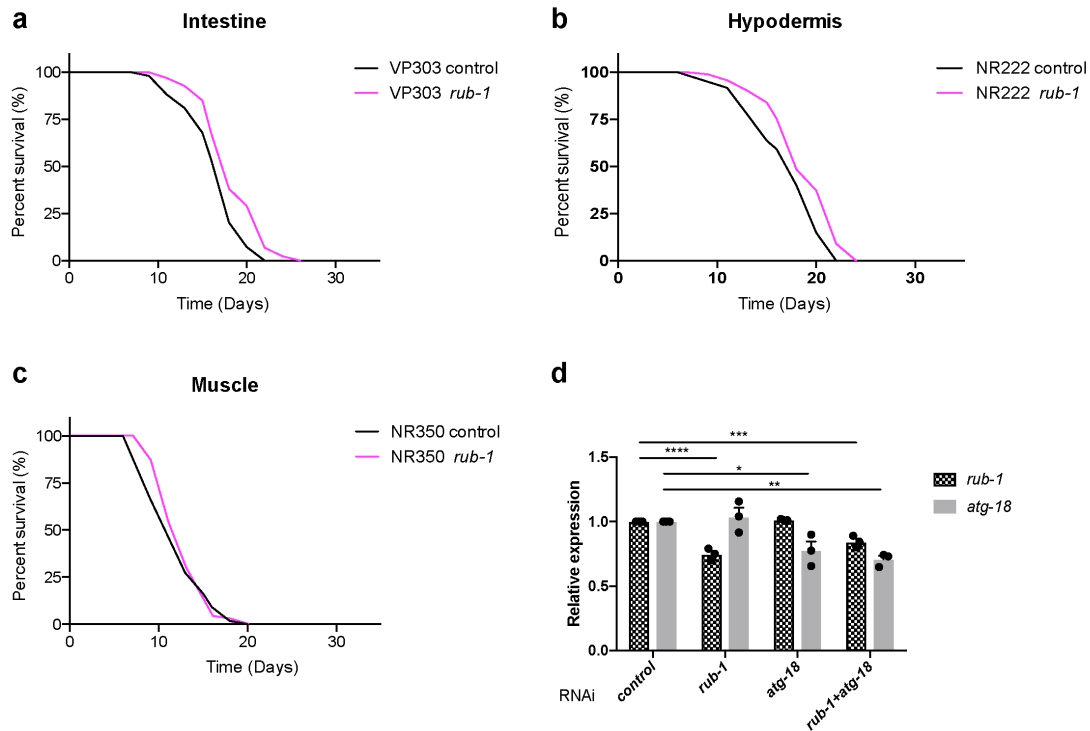 a
Intestine
100
75
50
25
0
0
10
20
30
Percent survival (%)
Time (Days)
VP303 control
VP303 rub-1
b
Hypodermis
100
75
50
25
0
0
10
20
30
Percent survival (%)
Time (Days)
NR222 control
NR222 rub-1
c
Muscle
100
75
50
25
0
0
10
20
30
Percent survival (%)
Time (Days)
NR350 control
NR350 rub-1
d
***
****
*
**
1.5
1.0
0.5
0.0
Relative expression
rub-1
atg-18
RNAi
control
rub-1
atg-18
rub-1+atg-18